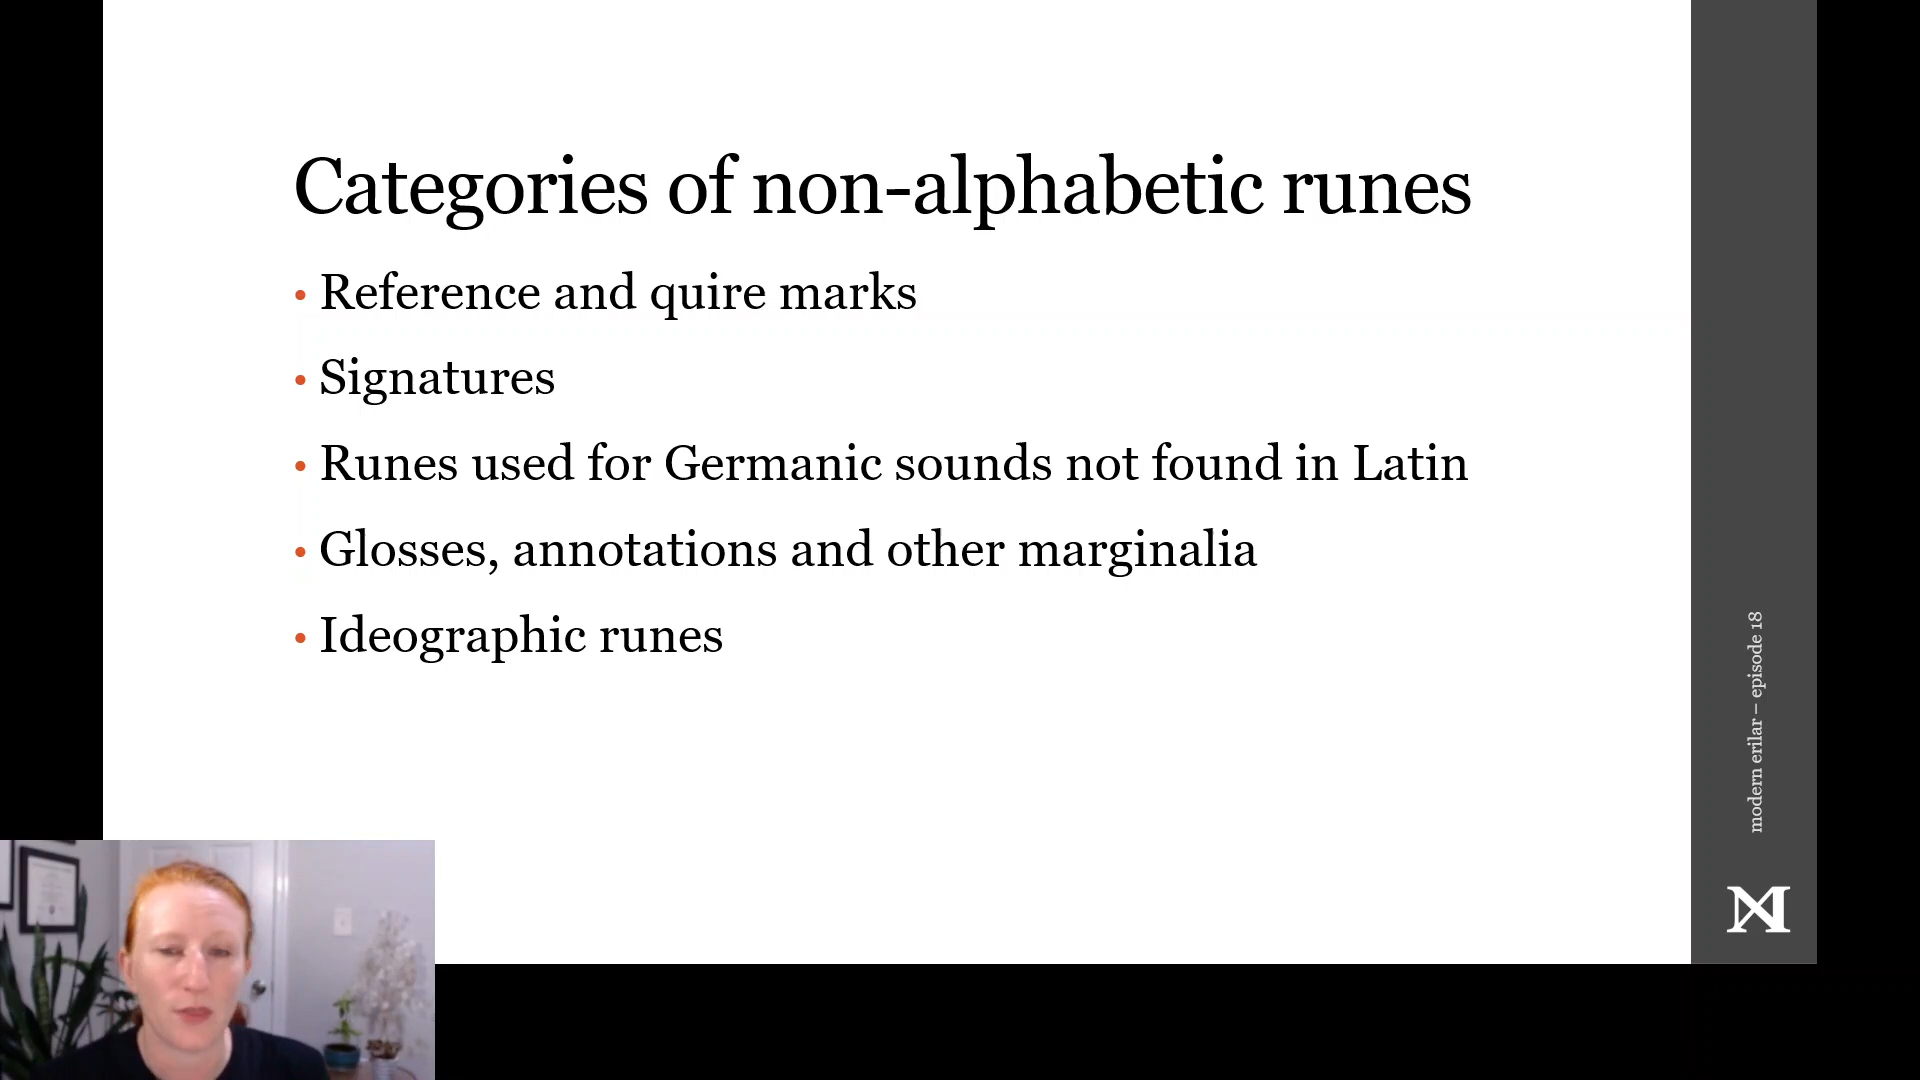 Categories of non-alphabetic runes
• Reference and quire marks
• Signatures
• Runes used for Germanic sounds not found in Latin
• Glosses, annotations and other marginalia
• Ideographic runes
modern erilar – episode 18